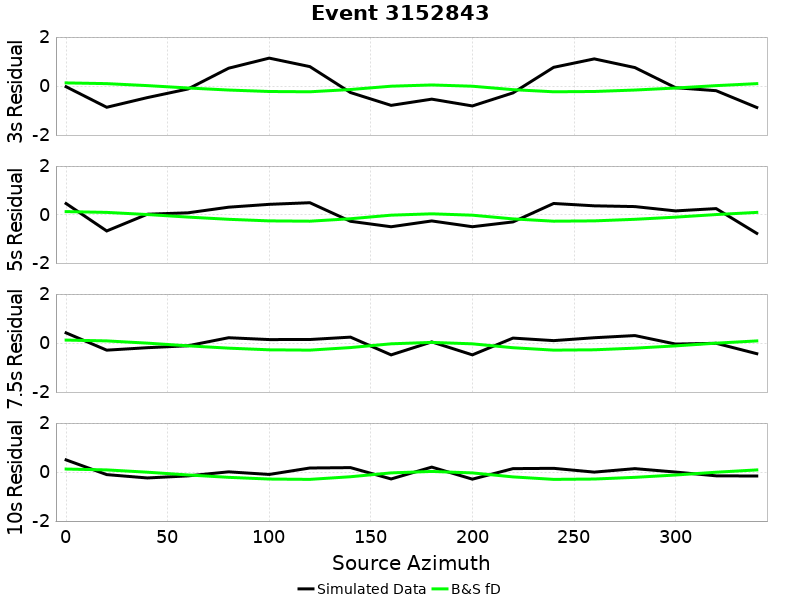 Event 3152843
3s Residual
2
0
-2
5s Residual
2
0
-2
7.5s Residual
2
0
-2
10s Residual
2
0
-2
0 50 100 150 200 250 300
Source Azimuth
Simulated Data B&S fD